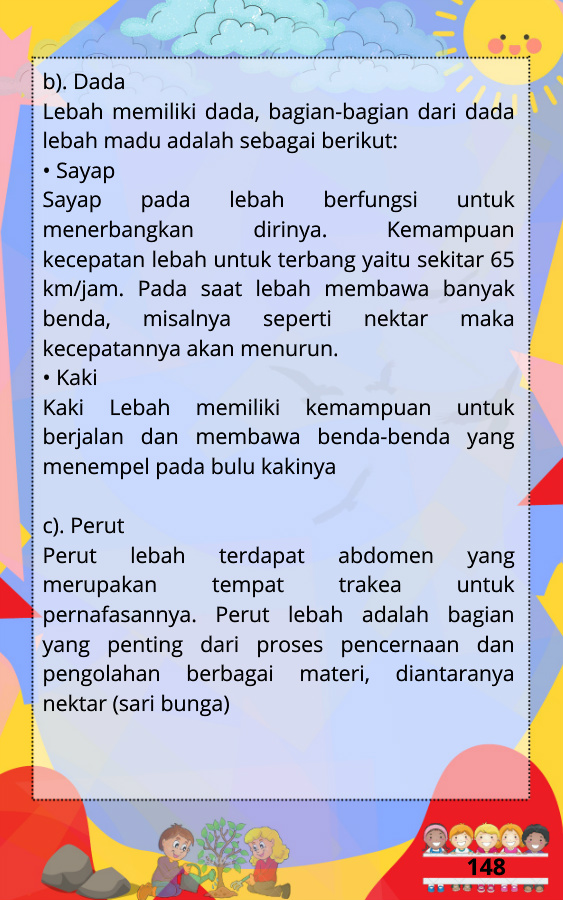 b). Dada
Lebah memiliki dada, bagian-bagian dari dada
lebah madu adalah sebagai berikut:
• Sayap
Sayap pada lebah berfungsi untuk
menerbangkan dirinya. Kemampuan
kecepatan lebah untuk terbang yaitu sekitar 65
km/jam. Pada saat lebah membawa banyak
benda, misalnya seperti nektar maka
kecepatannya akan menurun.
• Kaki
Kaki Lebah memiliki kemampuan untuk
berjalan dan membawa benda-benda yang
menempel pada bulu kakinya
c). Perut
Perut lebah terdapat abdomen yang
merupakan tempat trakea untuk
pernafasannya. Perut lebah adalah bagian
yang penting dari proses pencernaan dan
pengolahan berbagai materi, diantaranya
nektar (sari bunga)
148